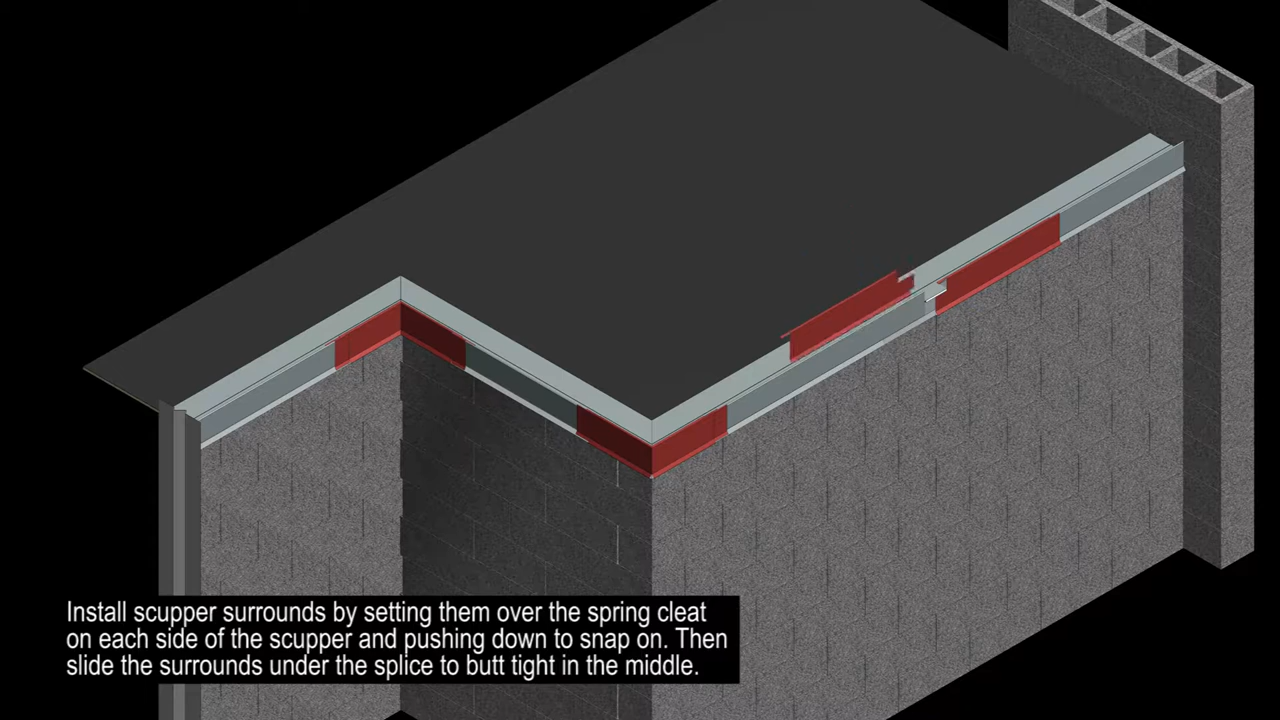 Install scupper surrounds by setting them over the spring cleat
on each side of the scupper and pushing down to snap on. Then
slide the surrounds under the splice to butt tight in the middle.